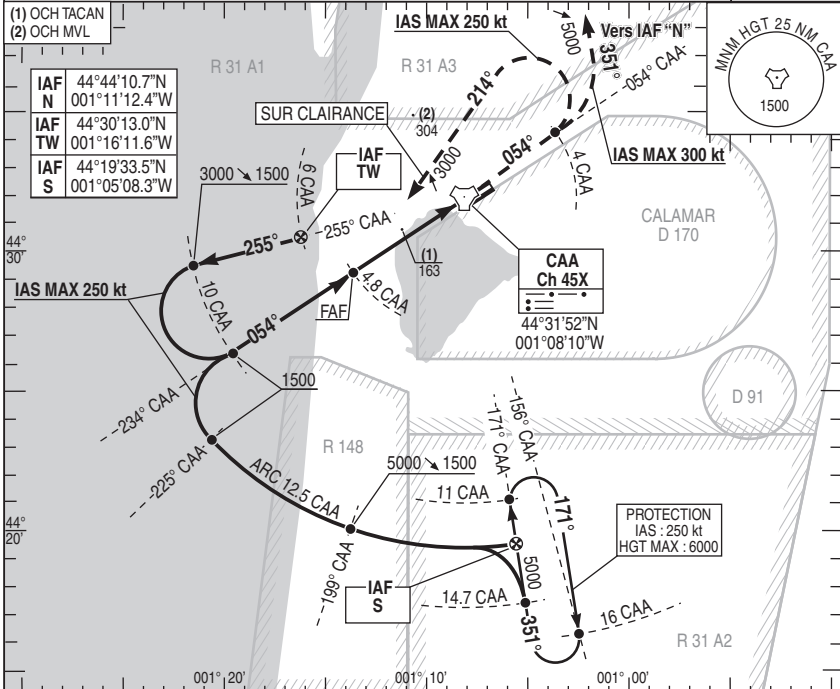 (1) OCH TACAN
(2) OCH MVL
IAF N 44°44'10.7"N 001°11'12.4"W
IAF TW 44°30'13.0"N 001°16'11.6"W
IAF S 44°19'33.5"N 001°05'08.3"W
R 31 A1
R 31 A3
IAS MAX 250 kt
5000
Vers IAF "N"
351°
054° CAA
MNM HGT 25 NM CAA
1500
214°
SUR CLAIRANCE
(2)
304
3000
054°
4 CAA
IAS MAX 300 kt
IAF
TW
6 CAA
3000 ↘ 1500
255°
255° CAA
CALAMAR
D 170
44°
30'
(1)
163
CAA
Ch 45X
44°31'52"N
001°08'10"W
IAS MAX 250 kt
10 CAA
054°
FAF
4.8 CAA
234° CAA
1500
D 91
225° CAA
R 148
171° CAA
156° CAA
ARC 12.5 CAA
5000 ↘ 1500
11 CAA
171°
PROTECTION
IAS : 250 kt
HGT MAX : 6000
44°
20'
199° CAA
IAF
S
5000
14.7 CAA
351°
16 CAA
R 31 A2
001° 20'
001° 10'
001° 00'